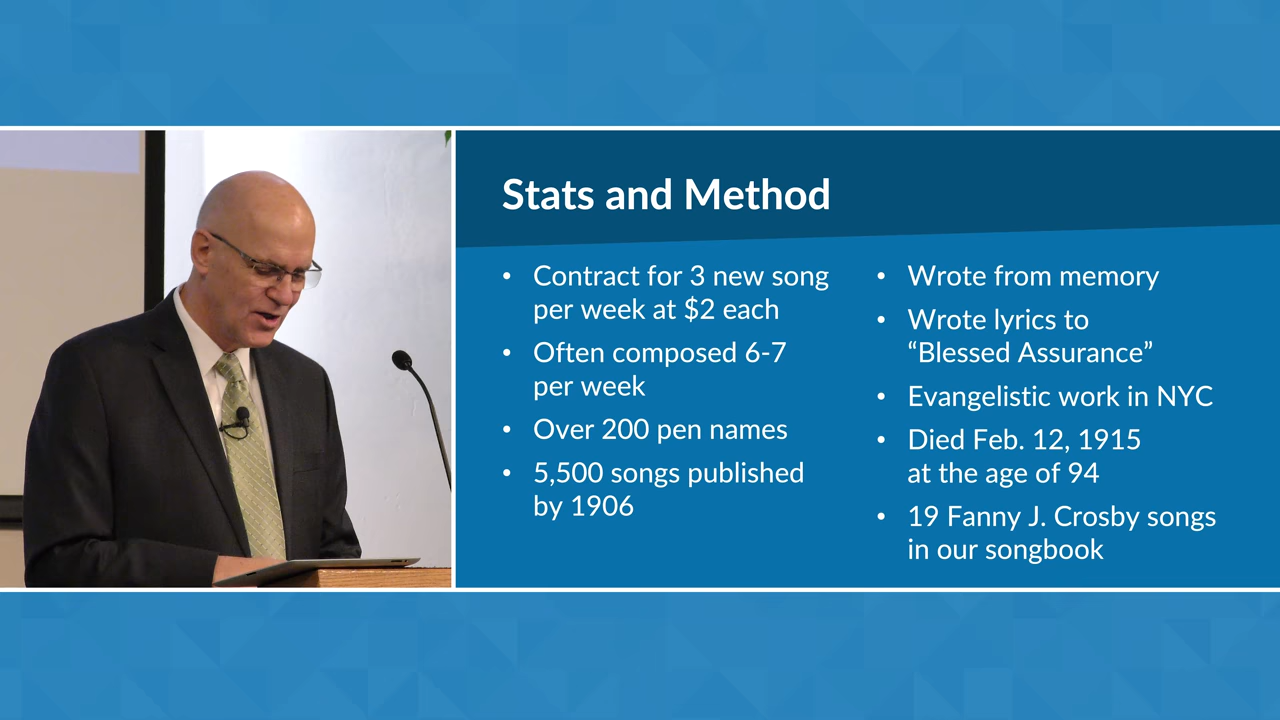 Stats and Method
• Contract for 3 new song
per week at $2 each
• Often composed 6-7
per week
• Over 200 pen names
• 5,500 songs published
by 1906
• Wrote from memory
• Wrote lyrics to
“Blessed Assurance”
• Evangelistic work in NYC
• Died Feb. 12, 1915
at the age of 94
• 19 Fanny J. Crosby songs
in our songbook